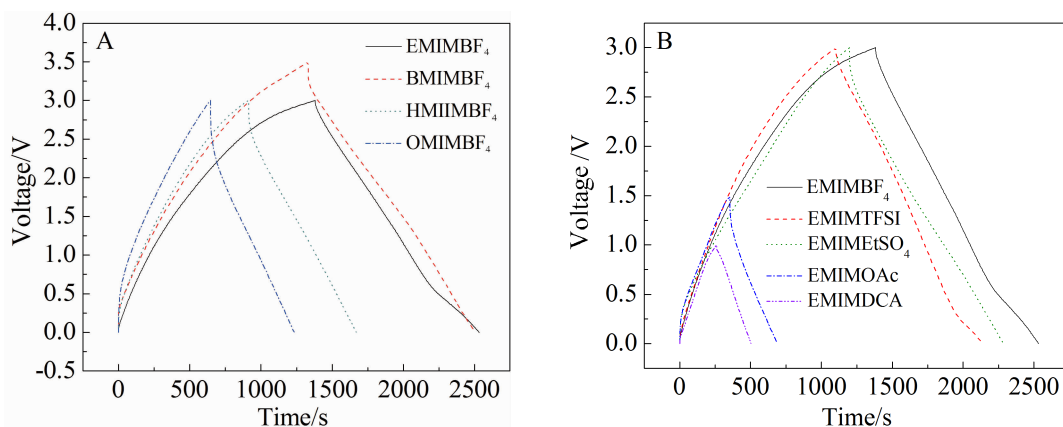 A
EMIMBF₄
BMIMBF₄
HMIIMBF₄
OMIMBF₄
Voltage/V
4.0
3.5
3.0
2.5
2.0
1.5
1.0
0.5
0.0
-0.5
0 500 1000 1500 2000 2500
Time/s
B
EMIMBF₄
EMIMTFSI
EMIMEtSO₄
EMIMOAc
EMIMDCA
Voltage /V
3.0
2.5
2.0
1.5
1.0
0.5
0.0
0 500 1000 1500 2000 2500
Time/s